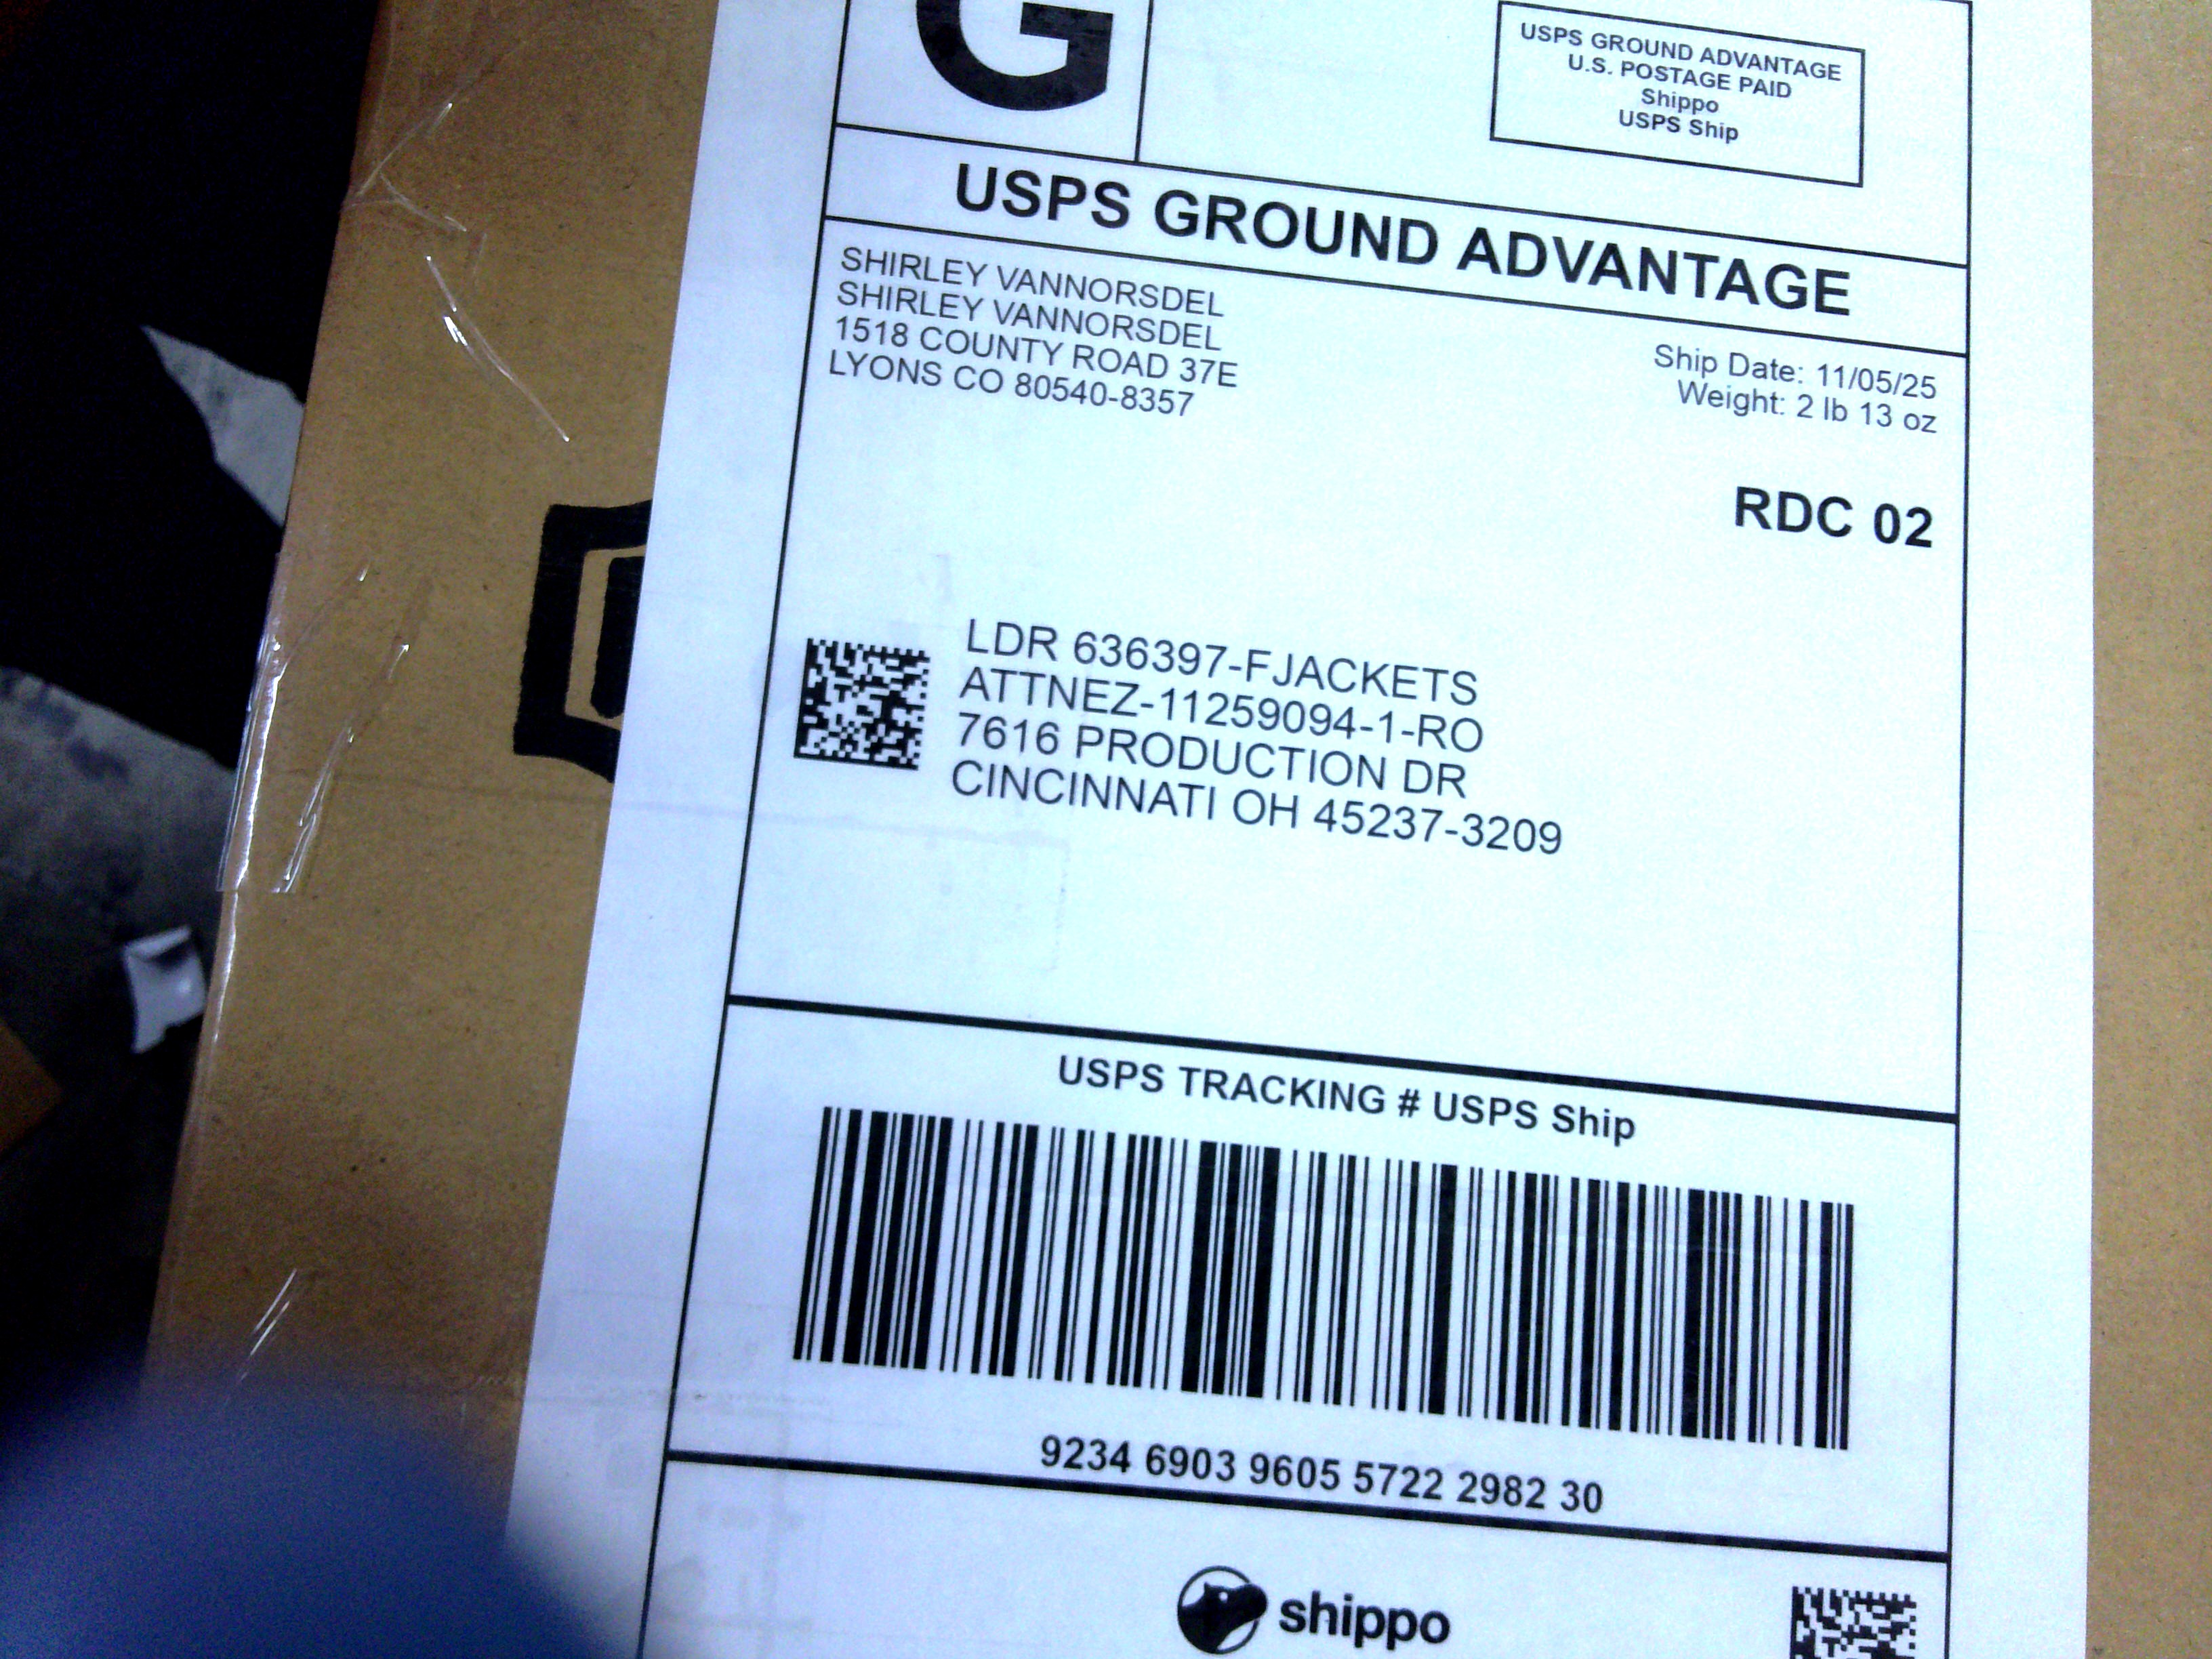 G
USPS GROUND ADVANTAGE
U.S. POSTAGE PAID
Shippo
USPS Ship
USPS GROUND ADVANTAGE
SHIRLEY VANNORSDEL
SHIRLEY VANNORSDEL
1518 COUNTY ROAD 37E
LYONS CO 80540-8357
Ship Date: 11/05/25
Weight: 2 lb 13 oz
RDC 02
LDR 636397-FJACKETS
ATTNEZ-11259094-1-RO
7616 PRODUCTION DR
CINCINNATI OH 45237-3209
USPS TRACKING # USPS Ship
9234 6903 9605 5722 2982 30
shippo